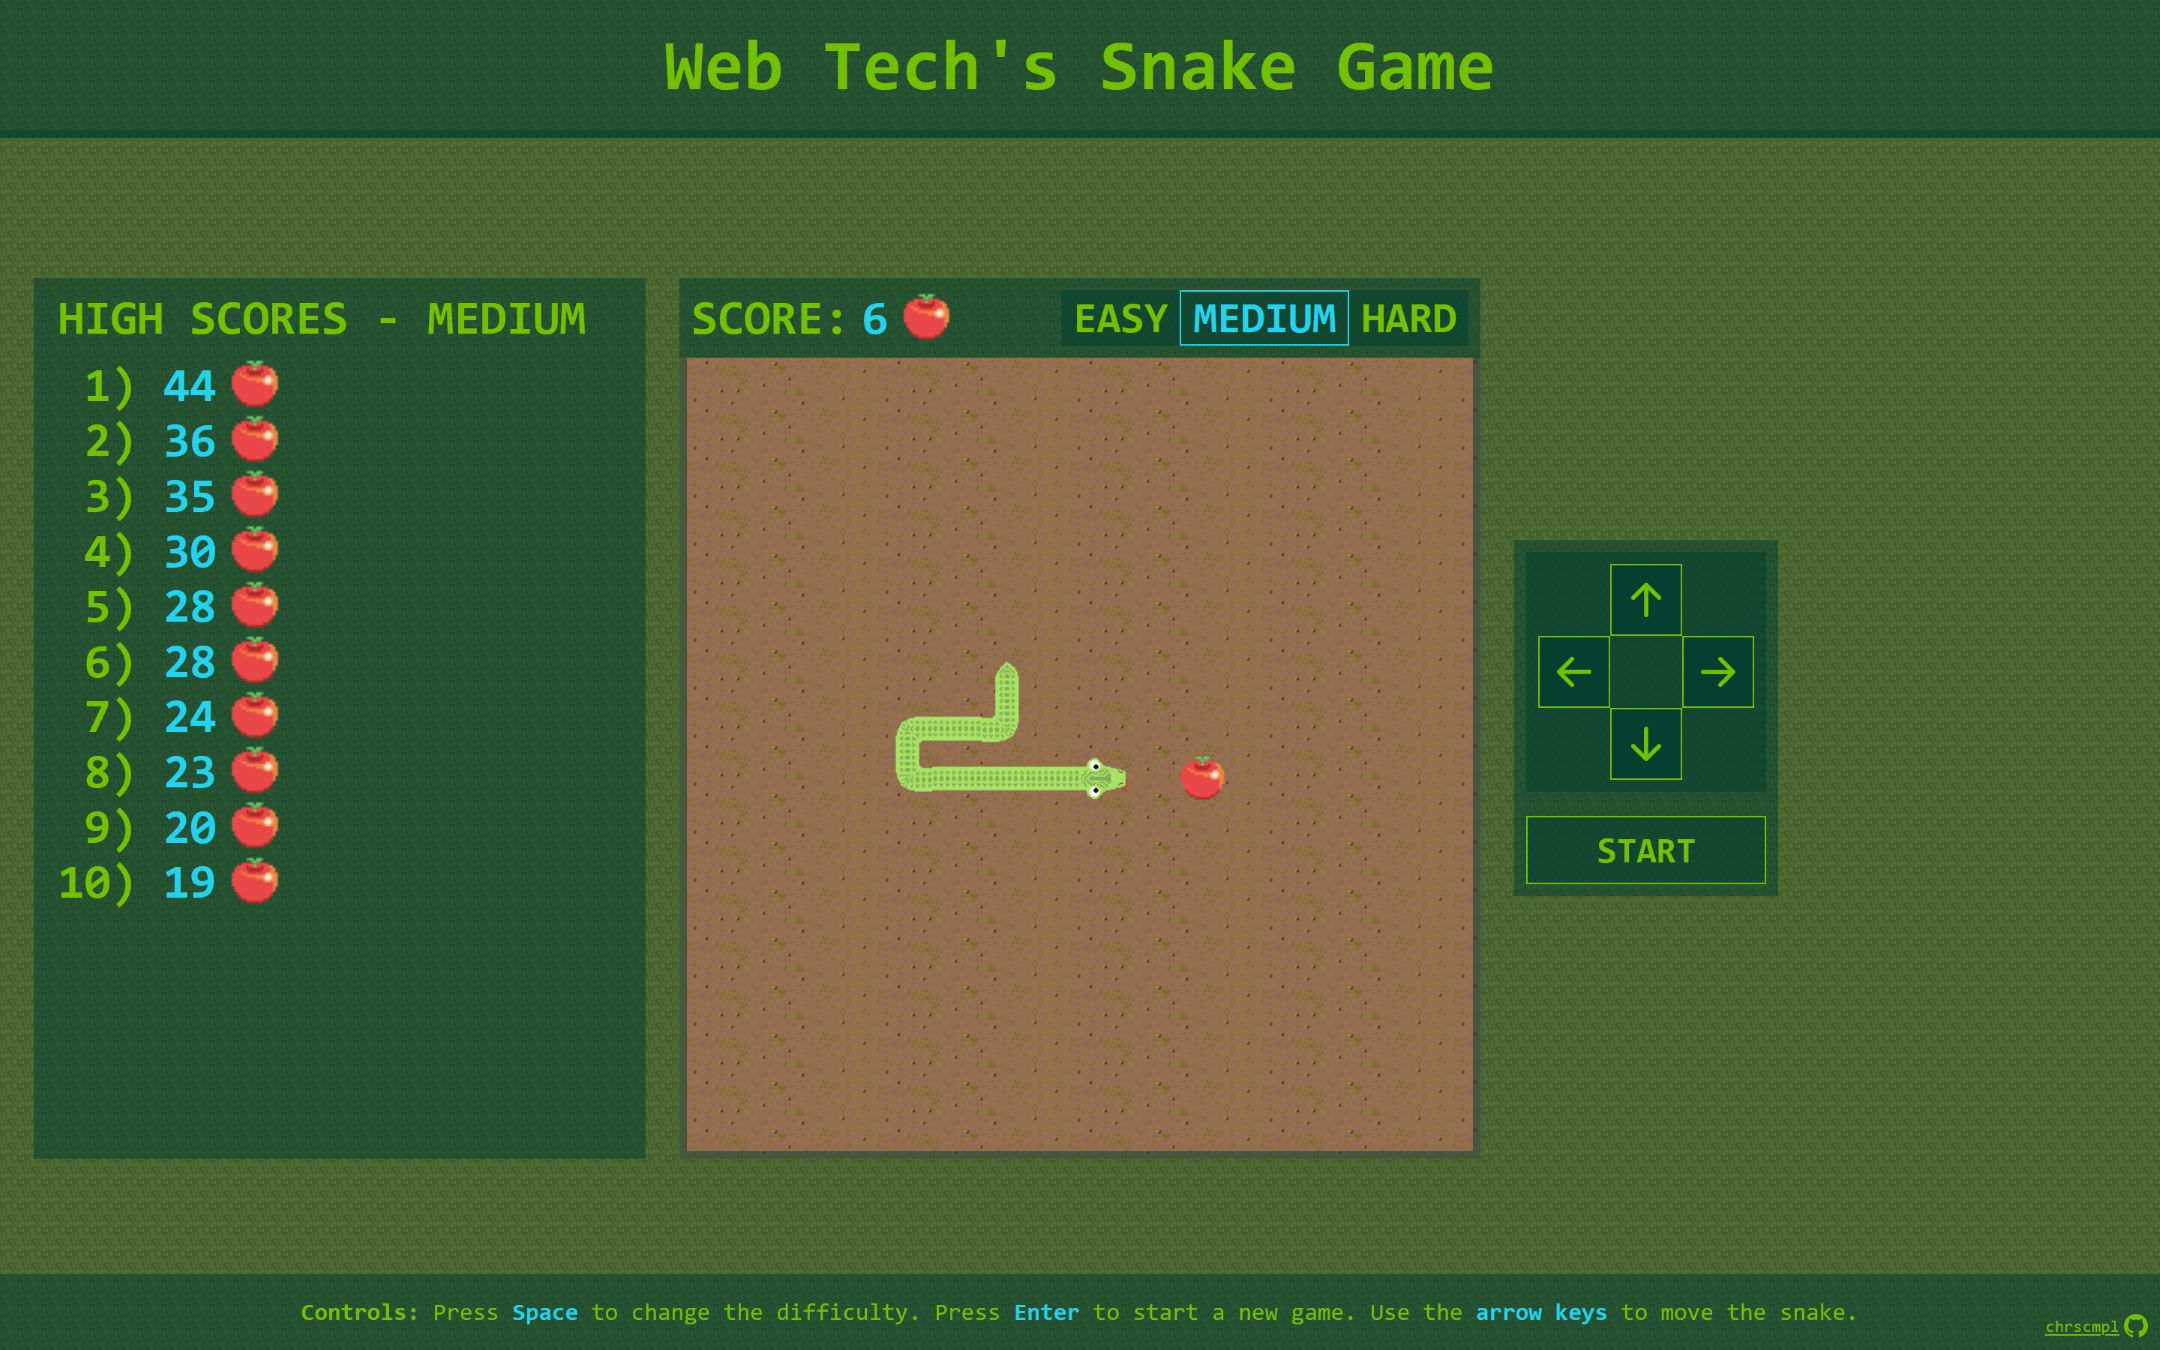 Web Tech's Snake Game
HIGH SCORES - MEDIUM
1) 44
2) 36
3) 35
4) 30
5) 28
6) 28
7) 24
8) 23
9) 20
10) 19
SCORE: 6
EASY MEDIUM HARD
↑
← →
↓
START
Controls: Press Space to change the difficulty. Press Enter to start a new game. Use the arrow keys to move the snake.
chrscmpl